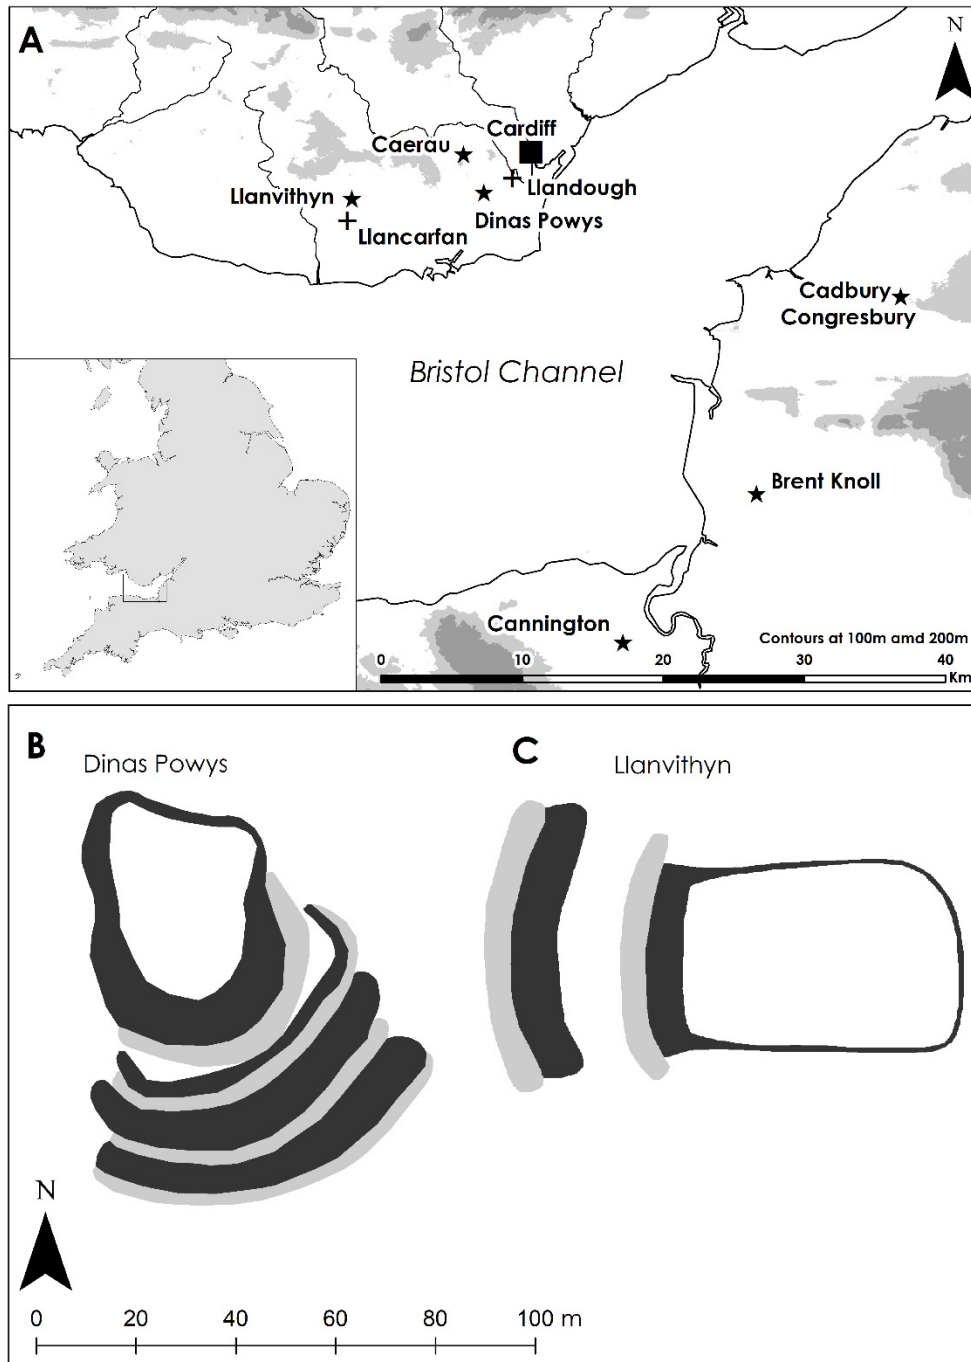 A
N
Cardiff
Caerau
Llandough
Llanvithyn
Dinas Powys
Llancarfan
Cadbury
Congresbury
Bristol Channel
Brent Knoll
Cannington
Contours at 100m amd 200m
0 10 20 30 40
Km
B
C
Dinas Powys
Llanvithyn
N
0 20 40 60 80 100 m